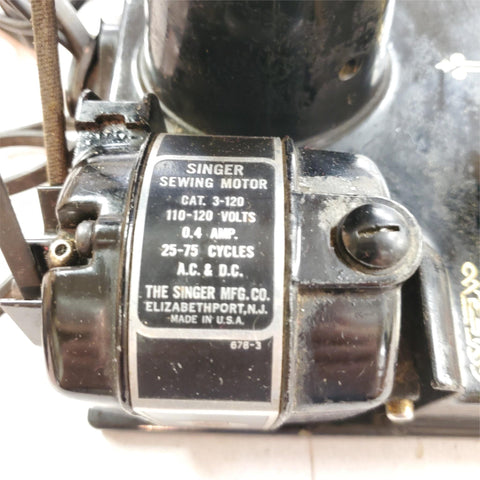 SINGER
SEWING MOTOR
CAT. 3-120
110-120 VOLTS
0.4 AMP.
25-75 CYCLES
A.C. & D.C.
THE SINGER MFG.CO.
ELIZABETHPORT, N.J.
MADE IN U.S.A.
678-3